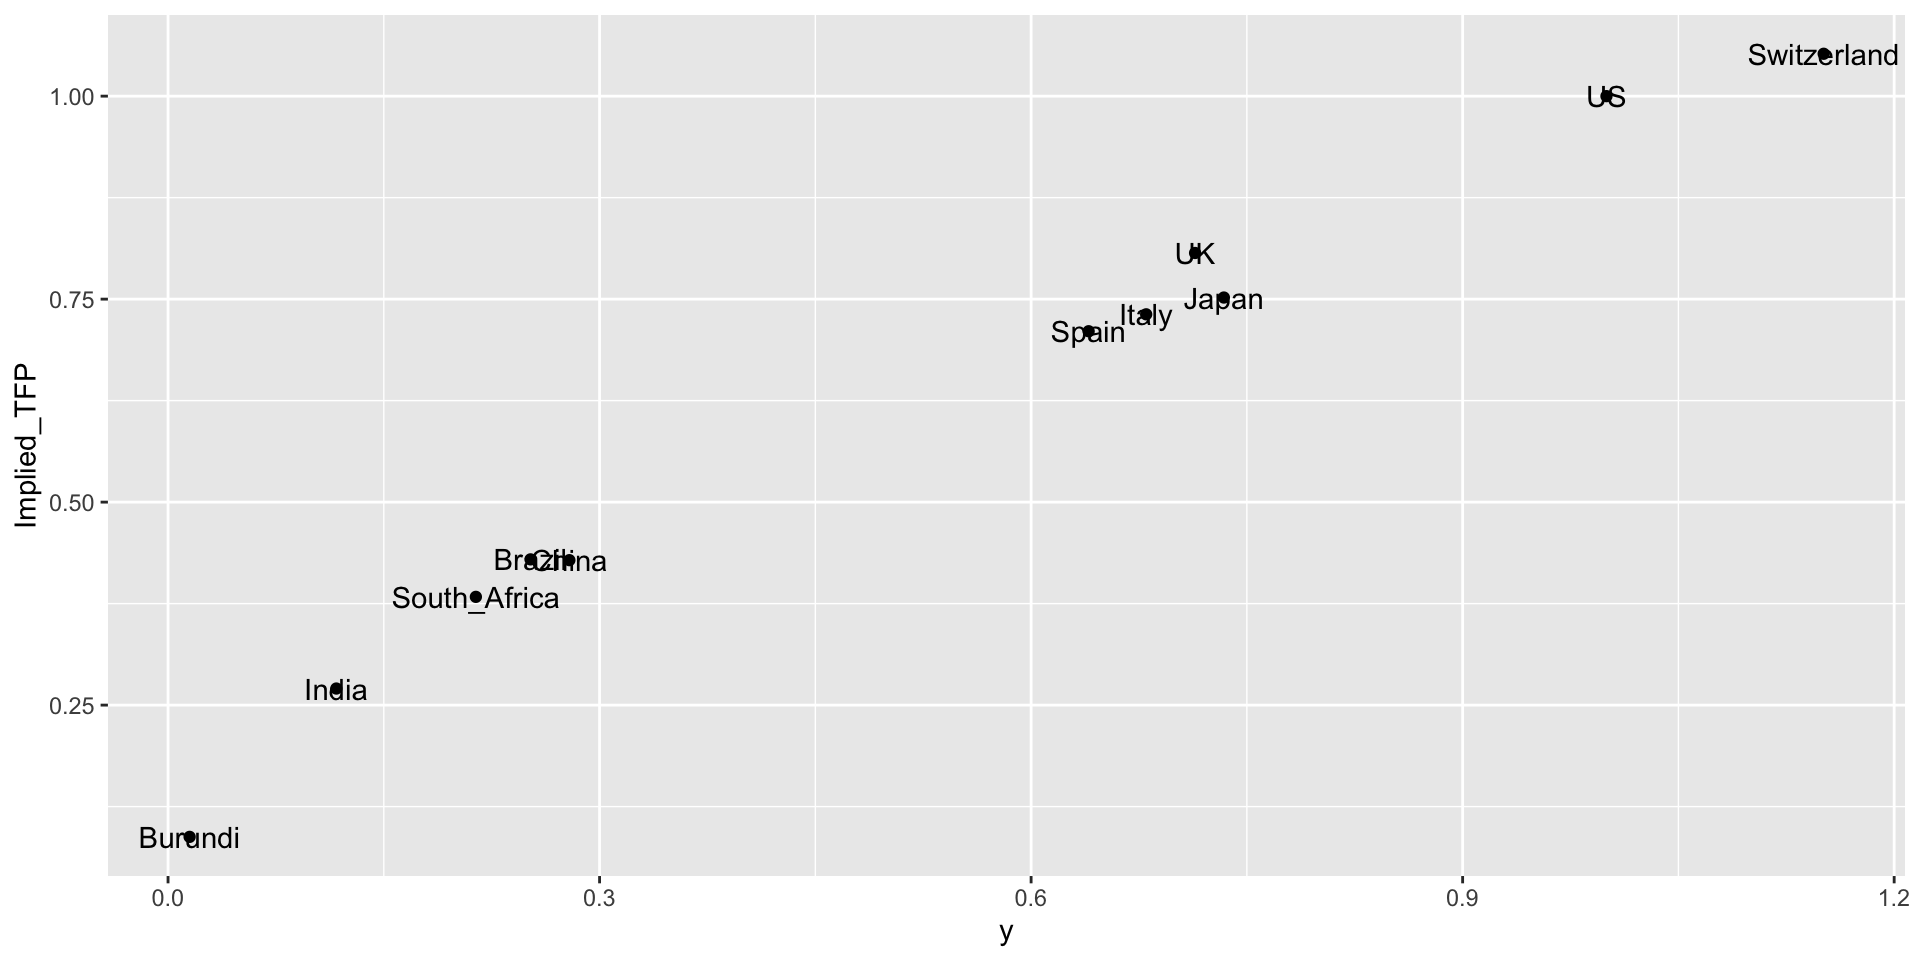 Switzerland
1.00
US
UK
0.75
Japan
Italy
Spain
Implied_TFP
0.50
Brazil
China
South_Africa
India
0.25
Burundi
0.0
0.3
0.6
0.9
1.2
y